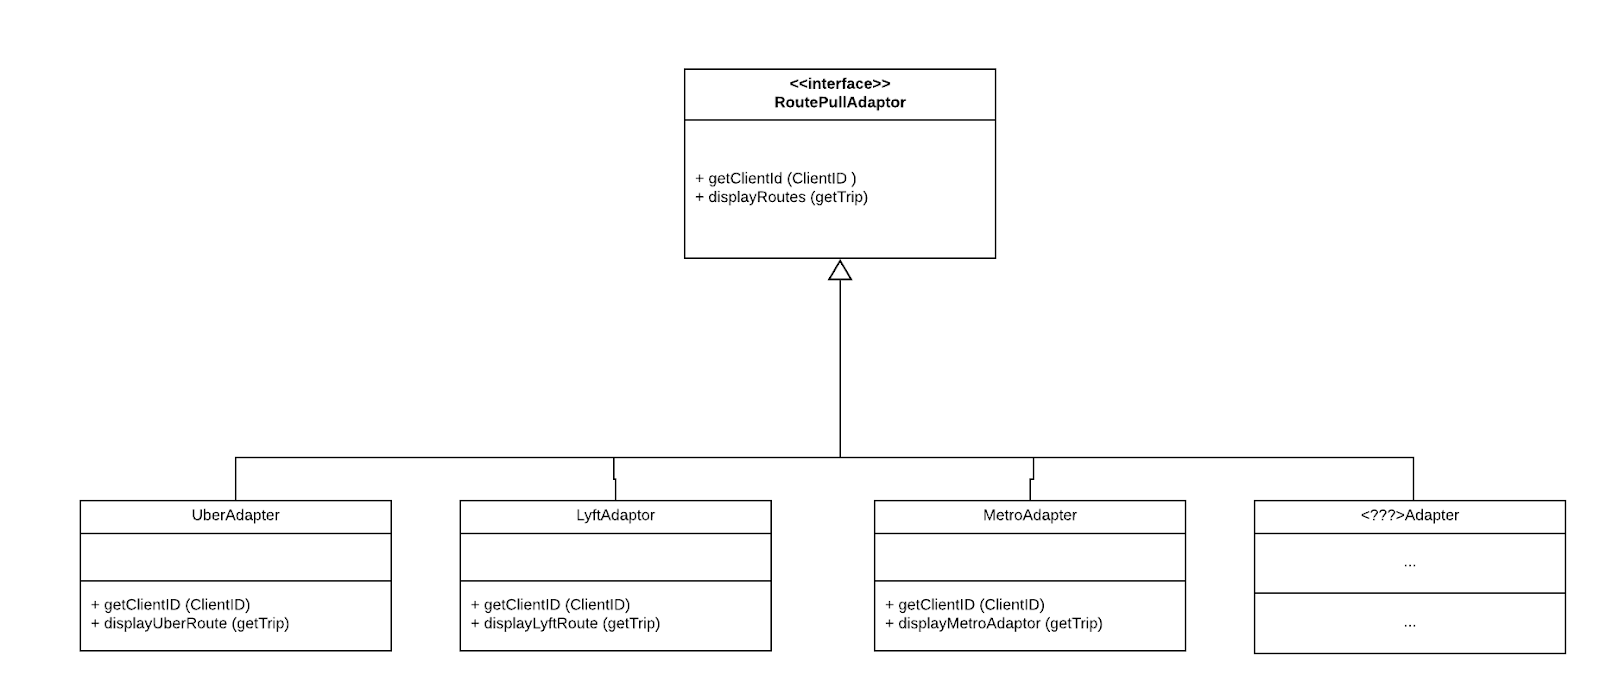 <<interface>>
RoutePullAdaptor
+ getClientId (ClientID )
+ displayRoutes (getTrip)
UberAdapter
+ getClientID (ClientID)
+ displayUberRoute (getTrip)
LyftAdaptor
+ getClientID (ClientID)
+ displayLyftRoute (getTrip)
MetroAdapter
+ getClientID (ClientID)
+ displayMetroAdaptor (getTrip)
<???>Adapter
...
...